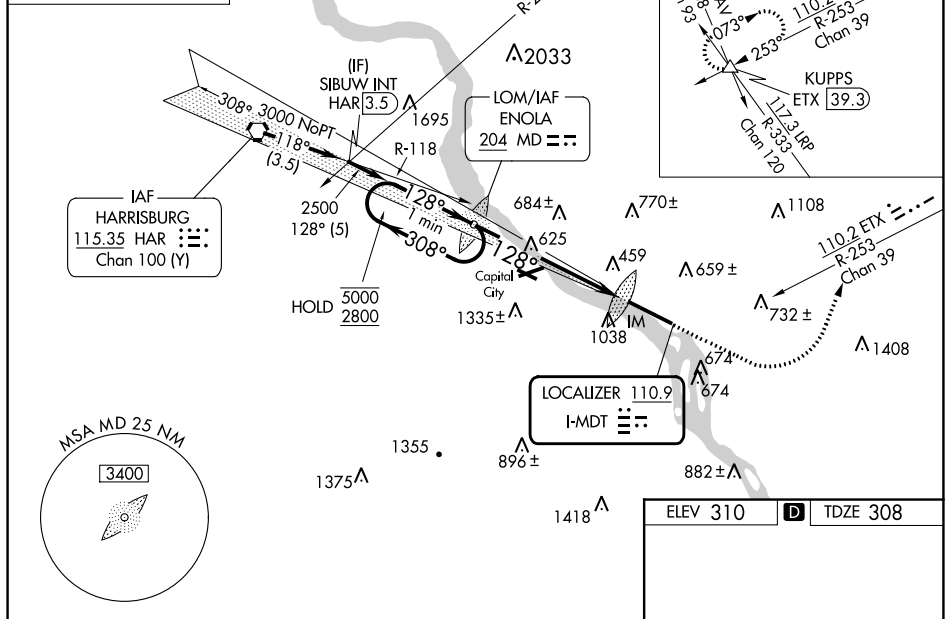 R-2
2033
(IF)
SIBUW INT
HAR 3.5
1695
LOM/IAF
ENOLA
204 MD
308° 3000 NoPT
118°
(3.5)
R-118
IAF
HARRISBURG
115.35 HAR
Chan 100 (Y)
2500
128° (5)
128°
1 min
308°
128°
HOLD 5000
2800
Capital
City
684±
625
770±
1108
459
659±
732±
1335±
1038
IM
674
674
1408
110.2 ETX
R-253
Chan 39
110.2
R-253
Chan 39
073°
253°
KUPPS
ETX 39.3
117.3 LRP
R-333
Chan 120
LOCALIZER 110.9
I-MDT
MSA MD 25 NM
3400
1355
1375
896±
882±
1418
ELEV 310
D
TDZE 308